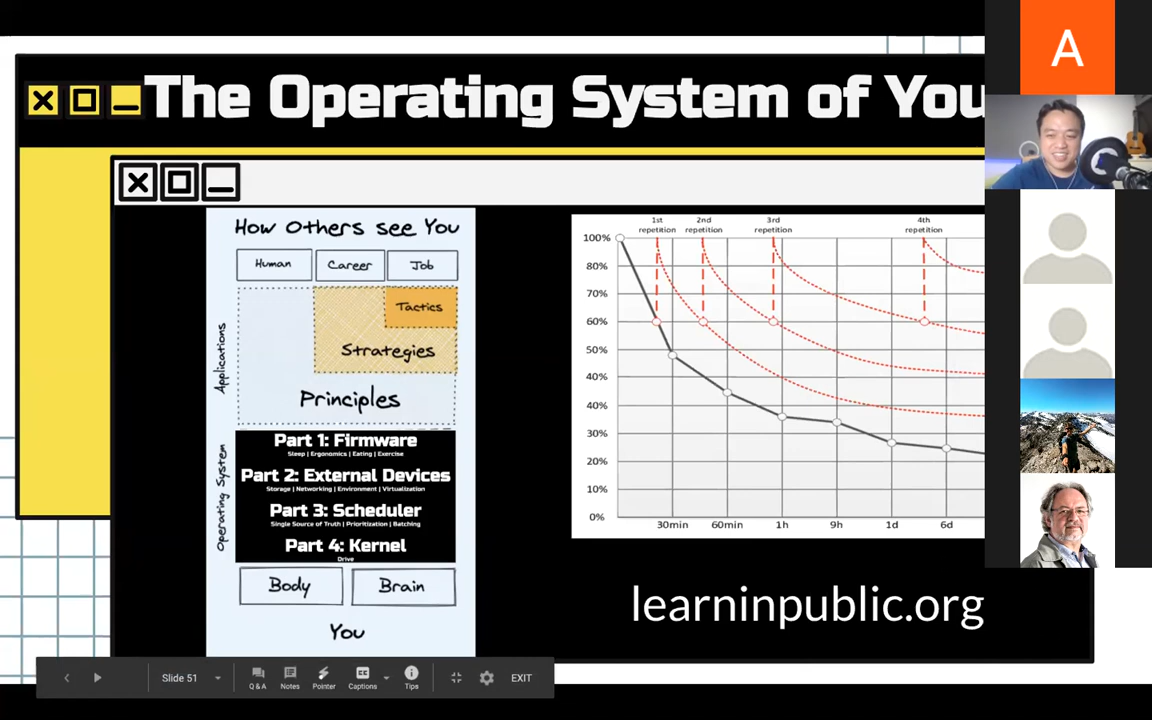 The Operating System of You
A
How Others see You
Human
Career
Job
Tactics
Strategies
Principles
Applications
Operating System
Part 1: Firmware
Sleep | Ergonomics | Eating | Exercise
Part 2: External Devices
Storage | Networking | Environment | Virtualization
Part 3: Scheduler
Single Source of Truth | Prioritization | Batching
Part 4: Kernel
Drive
Body
Brain
You
1st repetition
2nd repetition
3rd repetition
4th repetition
100%
80%
70%
60%
50%
40%
40%
30%
20%
10%
0%
30min
60min
1h
9h
1d
6d
learninpublic.org
Slide 51
Q & A
Notes
Pointer
Captions
Tips
EXIT